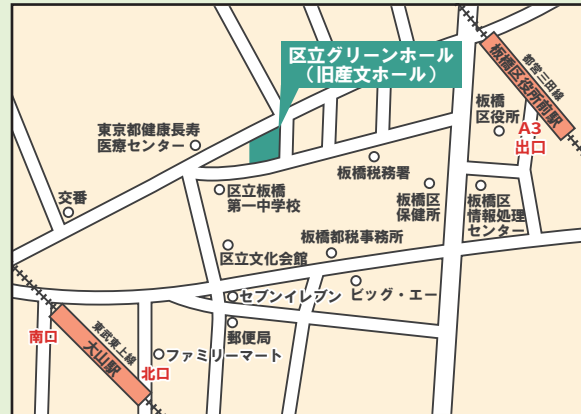 区立グリーンホール
（旧産文ホール）
都営三田線
板橋区役所前駅
板橋
区役所
A3
出口
東京都健康長寿
医療センター
交番
区立板橋
第一中学校
板橋税務署
板橋区
保健所
板橋区
情報処理
センター
板橋都税事務所
区立文化会館
セブンイレブン
ビッグ・エー
郵便局
ファミリーマート
南口
東武東上線
大山駅
北口